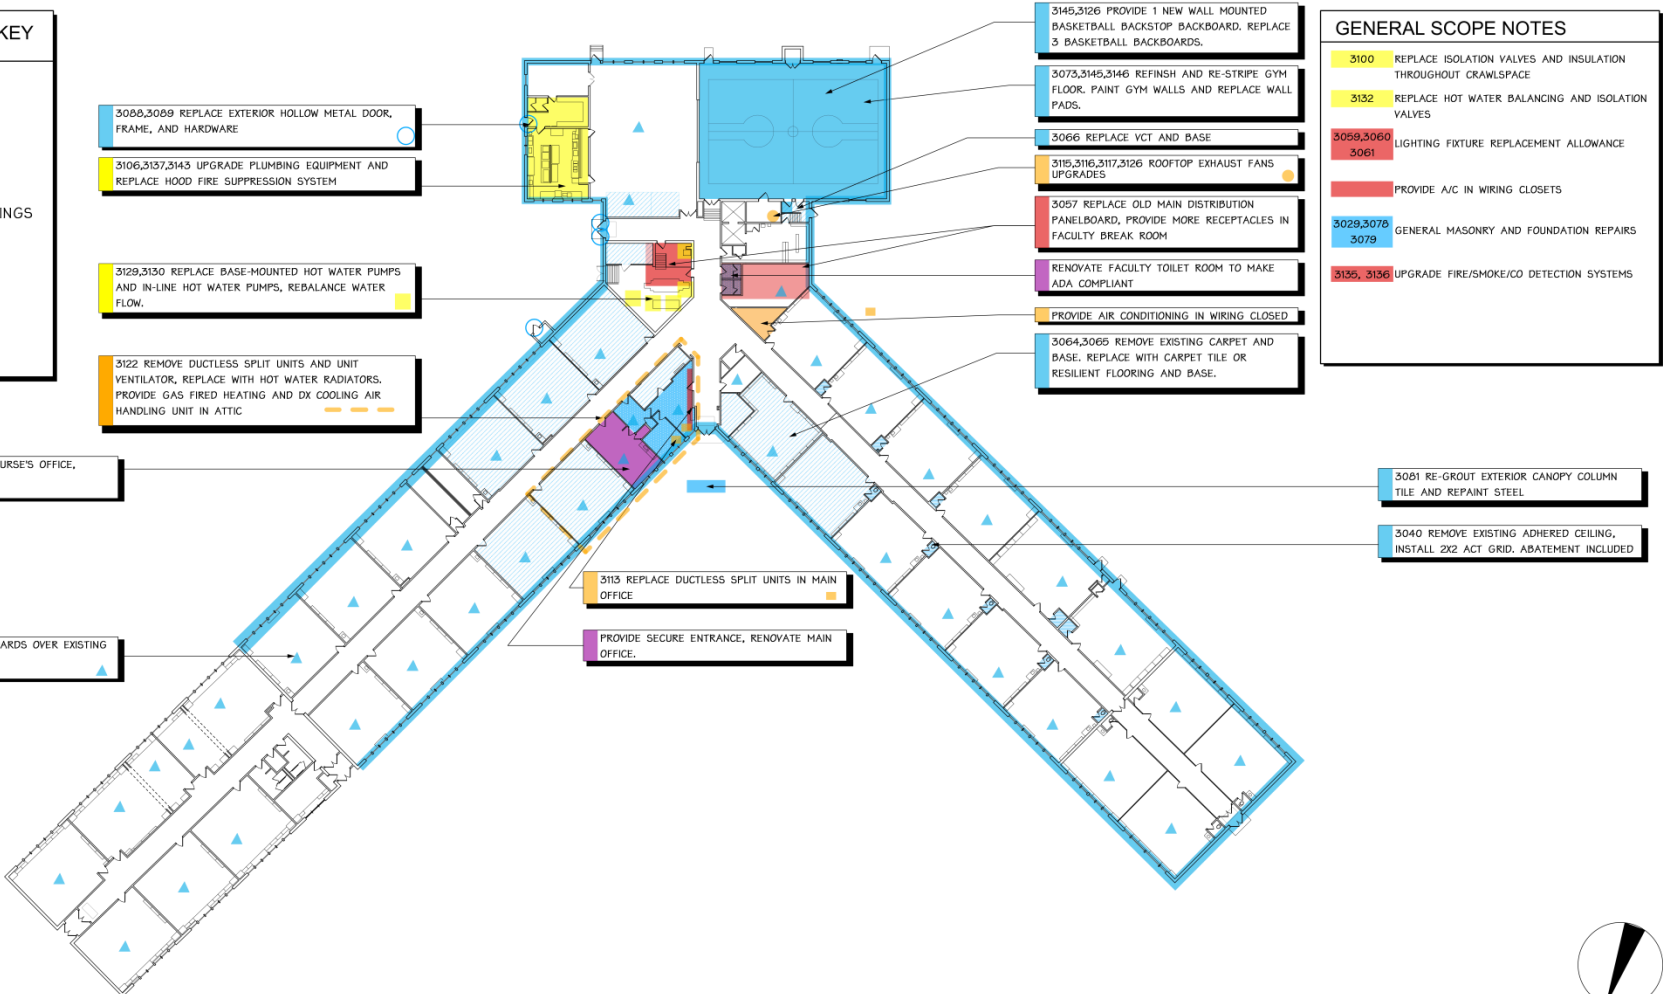 KEY
INGS
3088,3089 REPLACE EXTERIOR HOLLOW METAL DOOR,
FRAME, AND HARDWARE
3106,3137,3143 UPGRADE PLUMBING EQUIPMENT AND
REPLACE HOOD FIRE SUPPRESSION SYSTEM
3129,3130 REPLACE BASE-MOUNTED HOT WATER PUMPS
AND IN-LINE HOT WATER PUMPS, REBALANCE WATER
FLOW.
3122 REMOVE DUCTLESS SPLIT UNITS AND UNIT
VENTILATOR, REPLACE WITH HOT WATER RADIATORS.
PROVIDE GAS FIRED HEATING AND DX COOLING AIR
HANDLING UNIT IN ATTIC
URSE'S OFFICE,
ARDS OVER EXISTING
3113 REPLACE DUCTLESS SPLIT UNITS IN MAIN
OFFICE
PROVIDE SECURE ENTRANCE, RENOVATE MAIN
OFFICE.
3145,3126 PROVIDE 1 NEW WALL MOUNTED
BASKETBALL BACKSTOP BACKBOARD. REPLACE
3 BASKETBALL BACKBOARDS.
3073,3145,3146 REFINSH AND RE-STRIPE GYM
FLOOR. PAINT GYM WALLS AND REPLACE WALL
PADS.
3066 REPLACE VCT AND BASE
3115,3116,3117,3126 ROOFTOP EXHAUST FANS
UPGRADES
3057 REPLACE OLD MAIN DISTRIBUTION
PANELBOARD, PROVIDE MORE RECEPTACLES IN
FACULTY BREAK ROOM
RENOVATE FACULTY TOILET ROOM TO MAKE
ADA COMPLIANT
PROVIDE AIR CONDITIONING IN WIRING CLOSED
3064,3065 REMOVE EXISTING CARPET AND
BASE. REPLACE WITH CARPET TILE OR
RESILIENT FLOORING AND BASE.
3081 RE-GROUT EXTERIOR CANOPY COLUMN
TILE AND REPAINT STEEL
3040 REMOVE EXISTING ADHERED CEILING,
INSTALL 2X2 ACT GRID. ABATEMENT INCLUDED
GENERAL SCOPE NOTES
3100 REPLACE ISOLATION VALVES AND INSULATION
THROUGHOUT CRAWLSPACE
3132 REPLACE HOT WATER BALANCING AND ISOLATION
VALVES
3059,3060
3061 LIGHTING FIXTURE REPLACEMENT ALLOWANCE
PROVIDE A/C IN WIRING CLOSETS
3029,3078
3079 GENERAL MASONRY AND FOUNDATION REPAIRS
3135, 3136 UPGRADE FIRE/SMOKE/CO DETECTION SYSTEMS